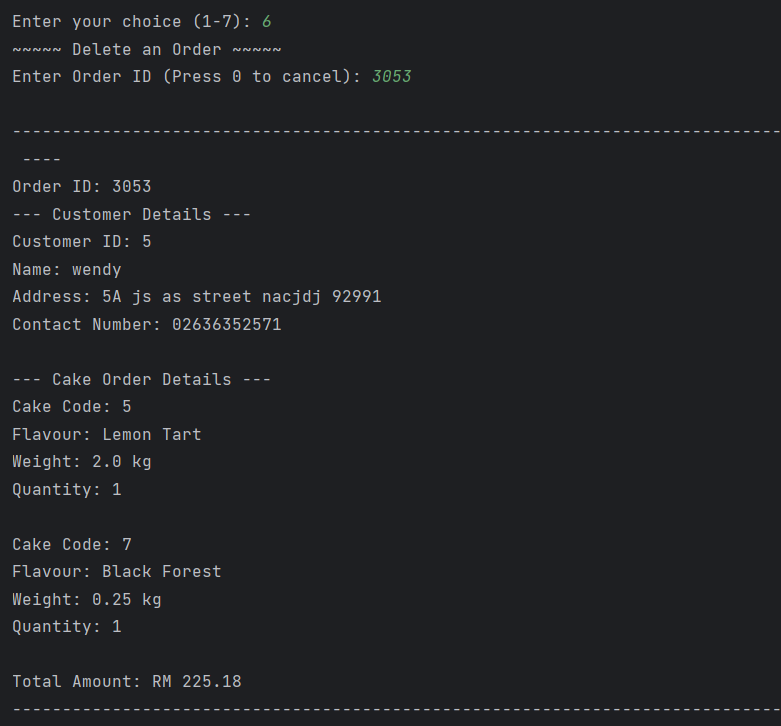 Enter your choice (1-7): 6
~~~~~ Delete an Order ~~~~~
Enter Order ID (Press 0 to cancel): 3053
-----------------------------------------------------------------------------
----
Order ID: 3053
--- Customer Details ---
Customer ID: 5
Name: wendy
Address: 5A js as street nacjdj 92991
Contact Number: 02636352571
--- Cake Order Details ---
Cake Code: 5
Flavour: Lemon Tart
Weight: 2.0 kg
Quantity: 1
Cake Code: 7
Flavour: Black Forest
Weight: 0.25 kg
Quantity: 1
Total Amount: RM 225.18
-----------------------------------------------------------------------------